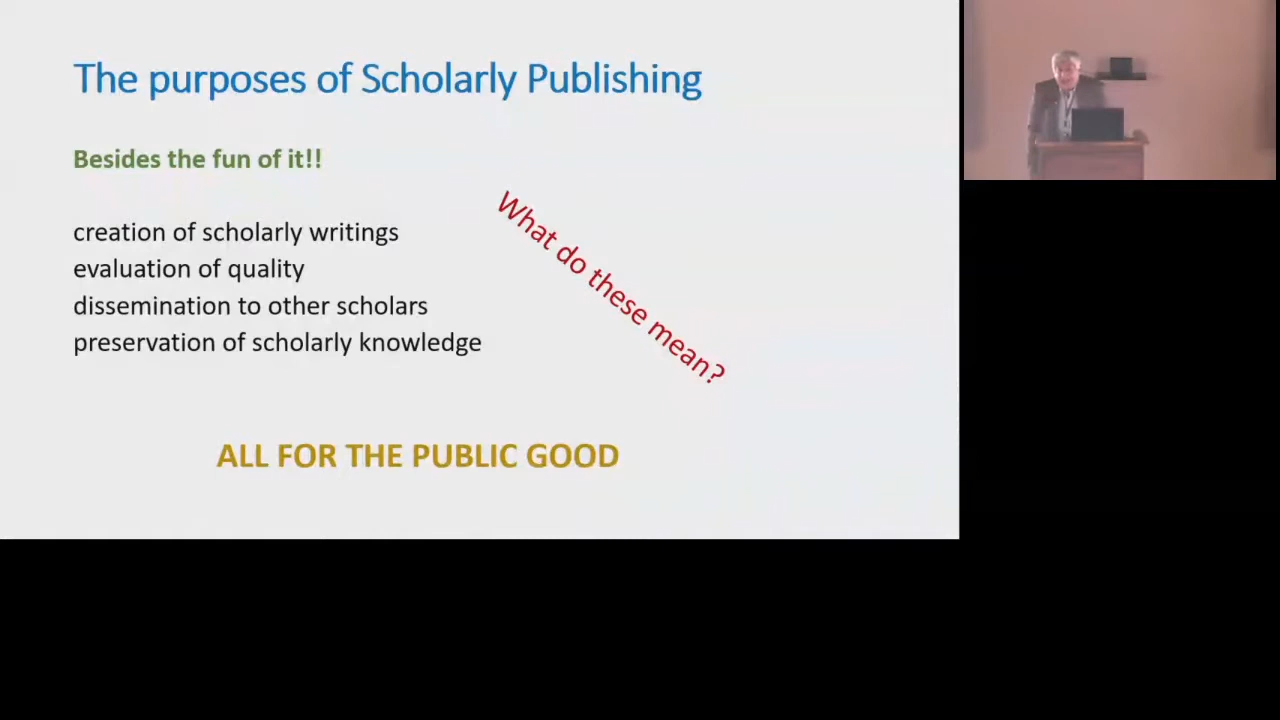 The purposes of Scholarly Publishing
Besides the fun of it!!
creation of scholarly writings
evaluation of quality
dissemination to other scholars
preservation of scholarly knowledge
What do these mean?
ALL FOR THE PUBLIC GOOD